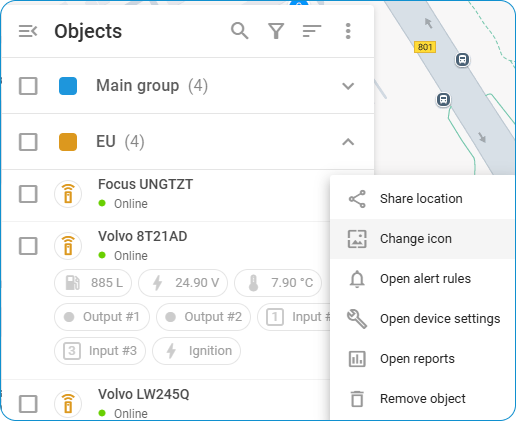 Objects
801
Main group (4)
EU (4)
Focus UNGTZT
Online
Volvo 8T21AD
Online
885 L
24.90 V
7.90 °C
Output #1
Output #2
1 Input #
3 Input #3
Ignition
Volvo LW245Q
Online
Share location
Change icon
Open alert rules
Open device settings
Open reports
Remove object